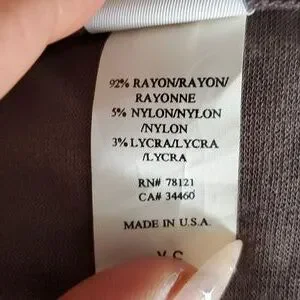 92% RAYON/RAYON/
RAYONNE
5% NYLON/NYLON
/NYLON
3% LYCRA/LYCRA
/LYCRA
RN# 78121
CA# 34460
MADE IN U.S.A.